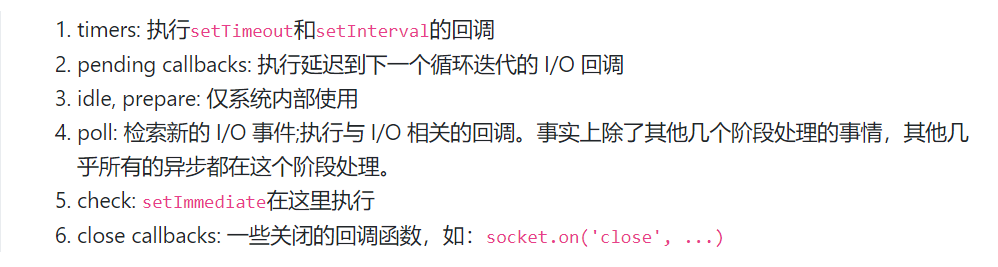 1. timers: 执行setTimeout和setInterval的回调
2. pending callbacks: 执行延迟到下一个循环迭代的 I/O 回调
3. idle, prepare: 仅系统内部使用
4. poll: 检索新的 I/O 事件;执行与 I/O 相关的回调。事实上除了其他几个阶段处理的事情，其他几
乎所有的异步都在这个阶段处理。
5. check: setImmediate在这里执行
6. close callbacks: 一些关闭的回调函数，如：socket.on('close', ...)